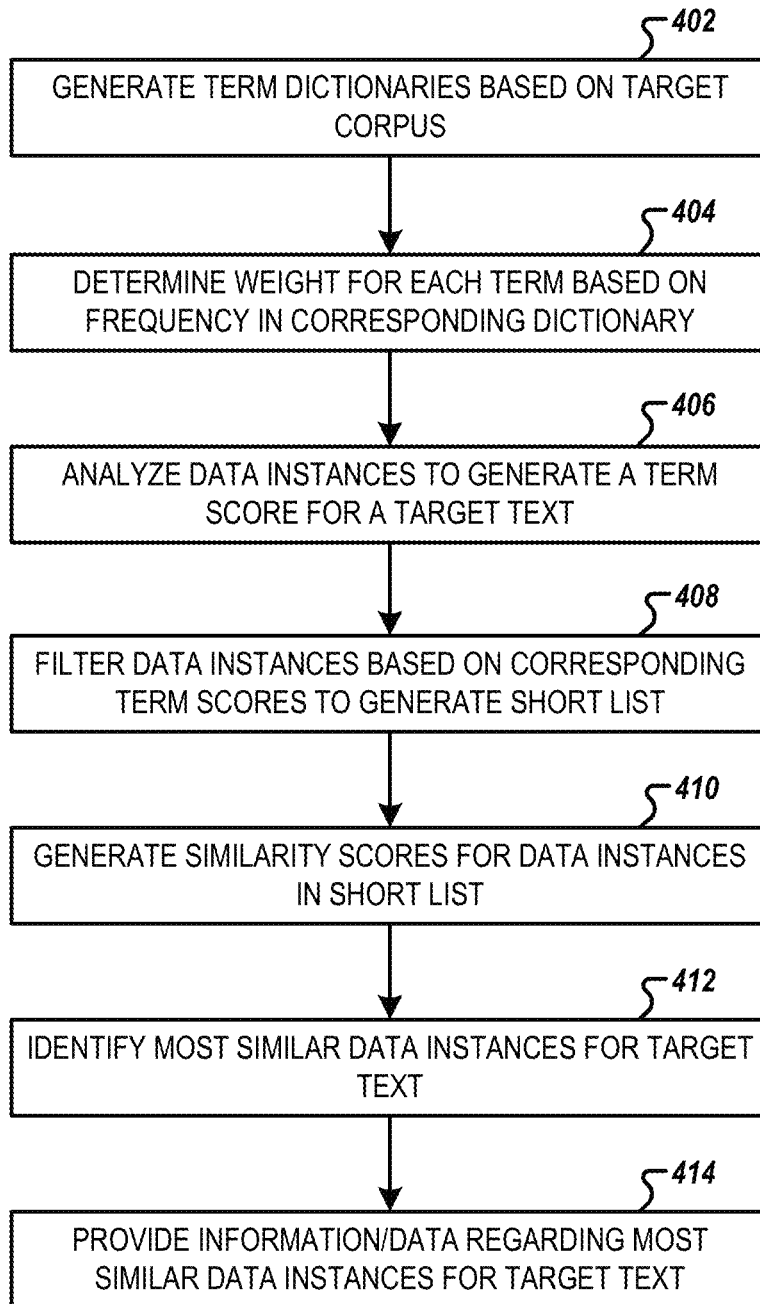 402
GENERATE TERM DICTIONARIES BASED ON TARGET
CORPUS
404
DETERMINE WEIGHT FOR EACH TERM BASED ON
FREQUENCY IN CORRESPONDING DICTIONARY
406
ANALYZE DATA INSTANCES TO GENERATE A TERM
SCORE FOR A TARGET TEXT
408
FILTER DATA INSTANCES BASED ON CORRESPONDING
TERM SCORES TO GENERATE SHORT LIST
410
GENERATE SIMILARITY SCORES FOR DATA INSTANCES
IN SHORT LIST
412
IDENTIFY MOST SIMILAR DATA INSTANCES FOR TARGET
TEXT
414
PROVIDE INFORMATION/DATA REGARDING MOST
SIMILAR DATA INSTANCES FOR TARGET TEXT